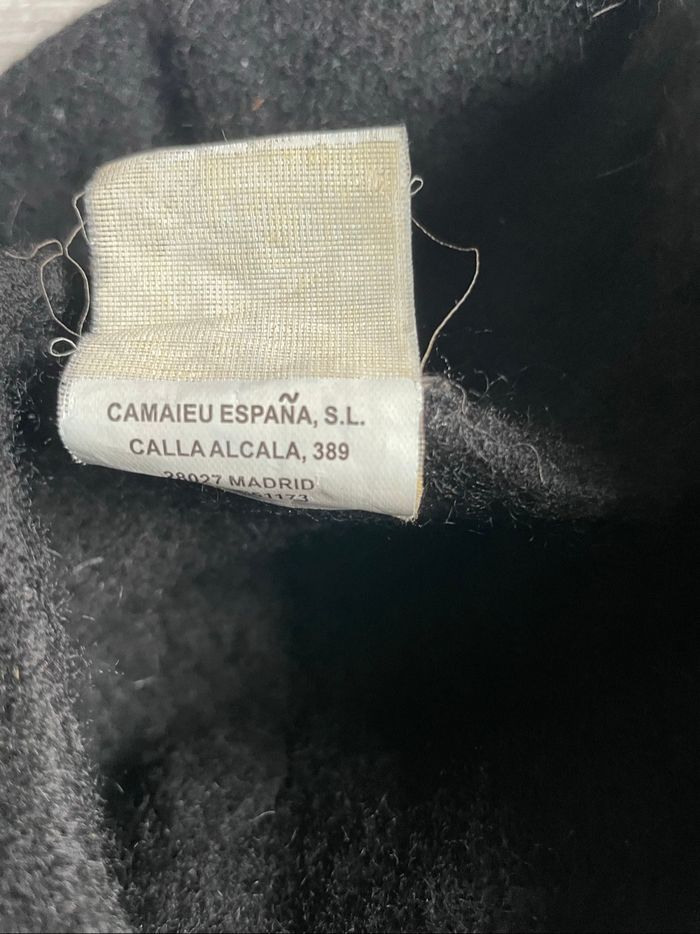 CAMAIEU ESPAÑA, S.L.
CALLA ALCALA, 389
28027 MADRID